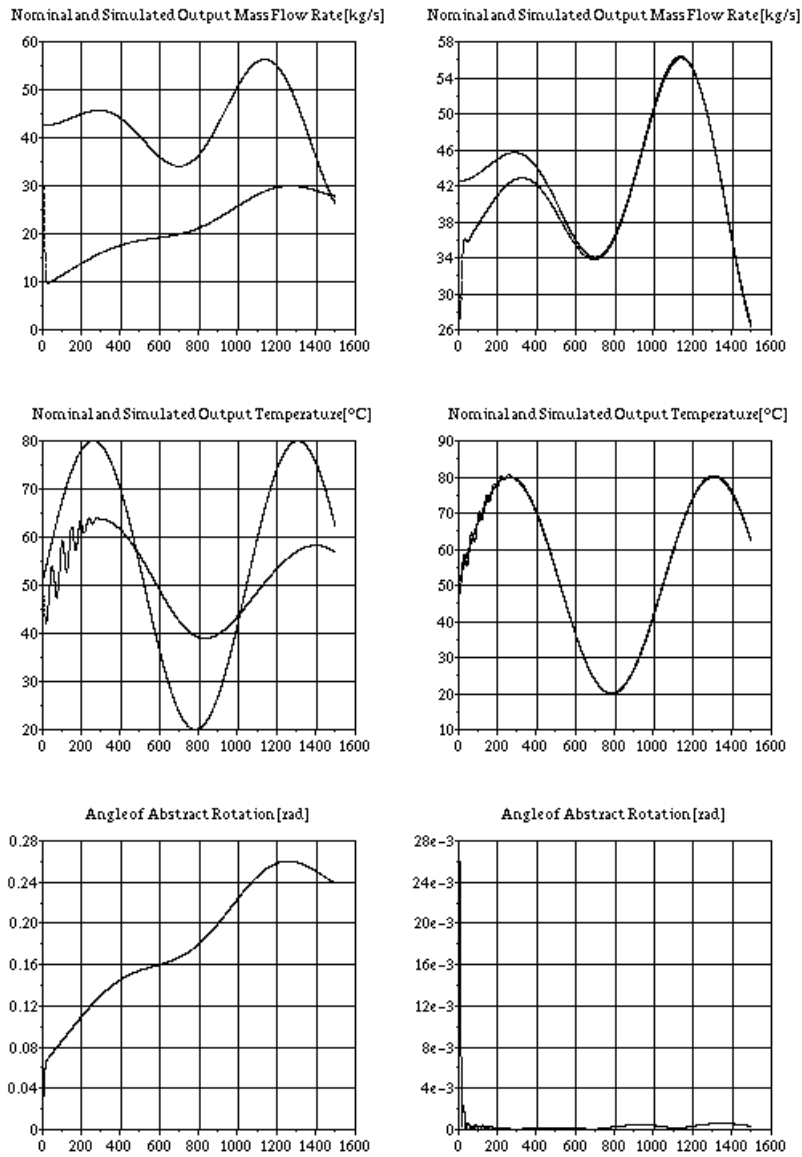 Nominal and Simulated Output Mass Flow Rate[kg/s]
60
50
40
30
20
10
0
0 200 400 600 800 1000 1200 1400 1600
Nominal and Simulated Output Mass Flow Rate[kg/s]
58
54
50
46
42
38
34
30
26
0 200 400 600 800 1000 1200 1400 1600
Nominal and Simulated Output Temperature[°C]
80
70
60
50
40
30
20
0 200 400 600 800 1000 1200 1400 1600
Nominal and Simulated Output Temperature[°C]
90
80
70
60
50
40
30
20
10
0 200 400 600 800 1000 1200 1400 1600
Angle of Abstract Rotation [rad]
0.28
0.24
0.20
0.16
0.12
0.08
0.04
0
0 200 400 600 800 1000 1200 1400 1600
Angle of Abstract Rotation [rad]
28e-3
24e-3
20e-3
16e-3
12e-3
8e-3
4e-3
0
0 200 400 600 800 1000 1200 1400 1600